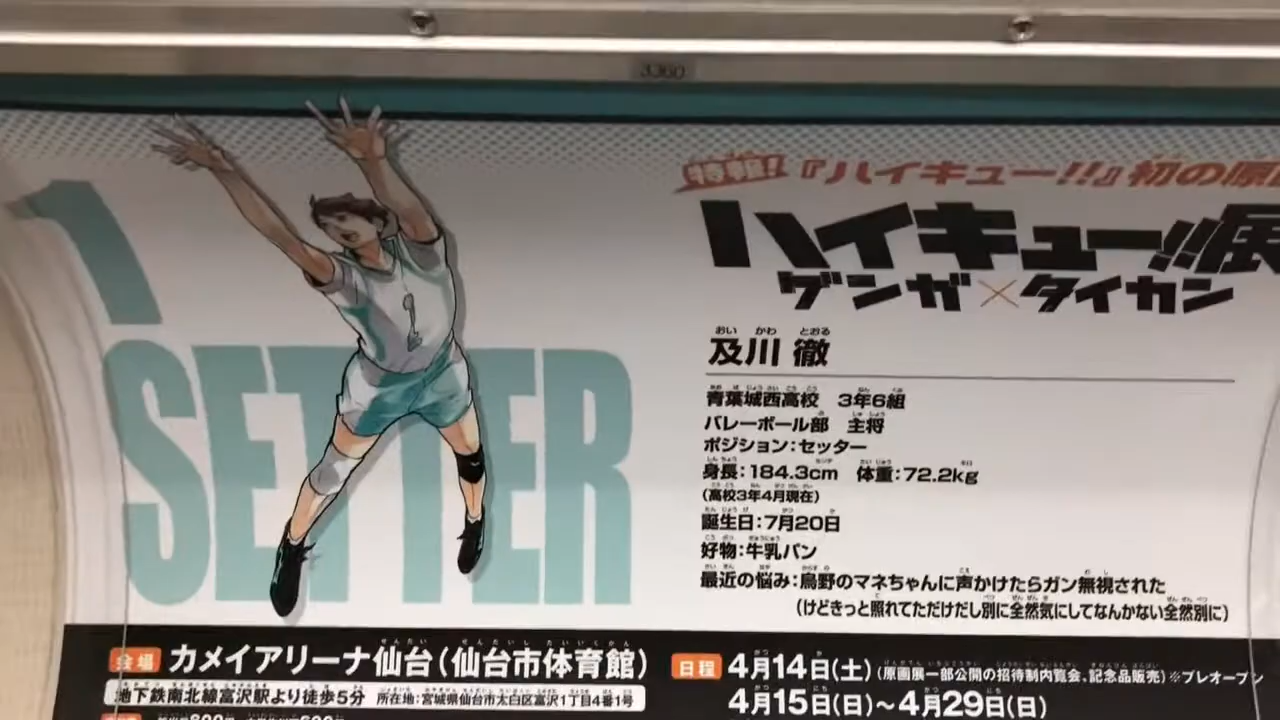 3360
1
SETTER
特報!『ハイキュー!!』初の原
ハイキュー!!展
ゲンガ×タイカン
おい かわ とおる
及川 徹
青葉城西高校 3年6組
バレーボール部 主将
ポジション:セッター
身長:184.3cm 体重:72.2kg
(高校3年4月現在)
誕生日:7月20日
好物:牛乳パン
最近の悩み:烏野のマネちゃんに声かけたらガン無視された
(けどきっと照れてただけだし別に全然気にしてなんかない全然別に)
会場 カメイアリーナ仙台(仙台市体育館)
地下鉄南北線富沢駅より徒歩5分 所在地:宮城県仙台市太白区富沢1丁目4番1号
日程 4月14日(土)(原画展一部公開の招待制内覧会、記念品販売)※プレオープン
4月15日(日)~4月29日(日)